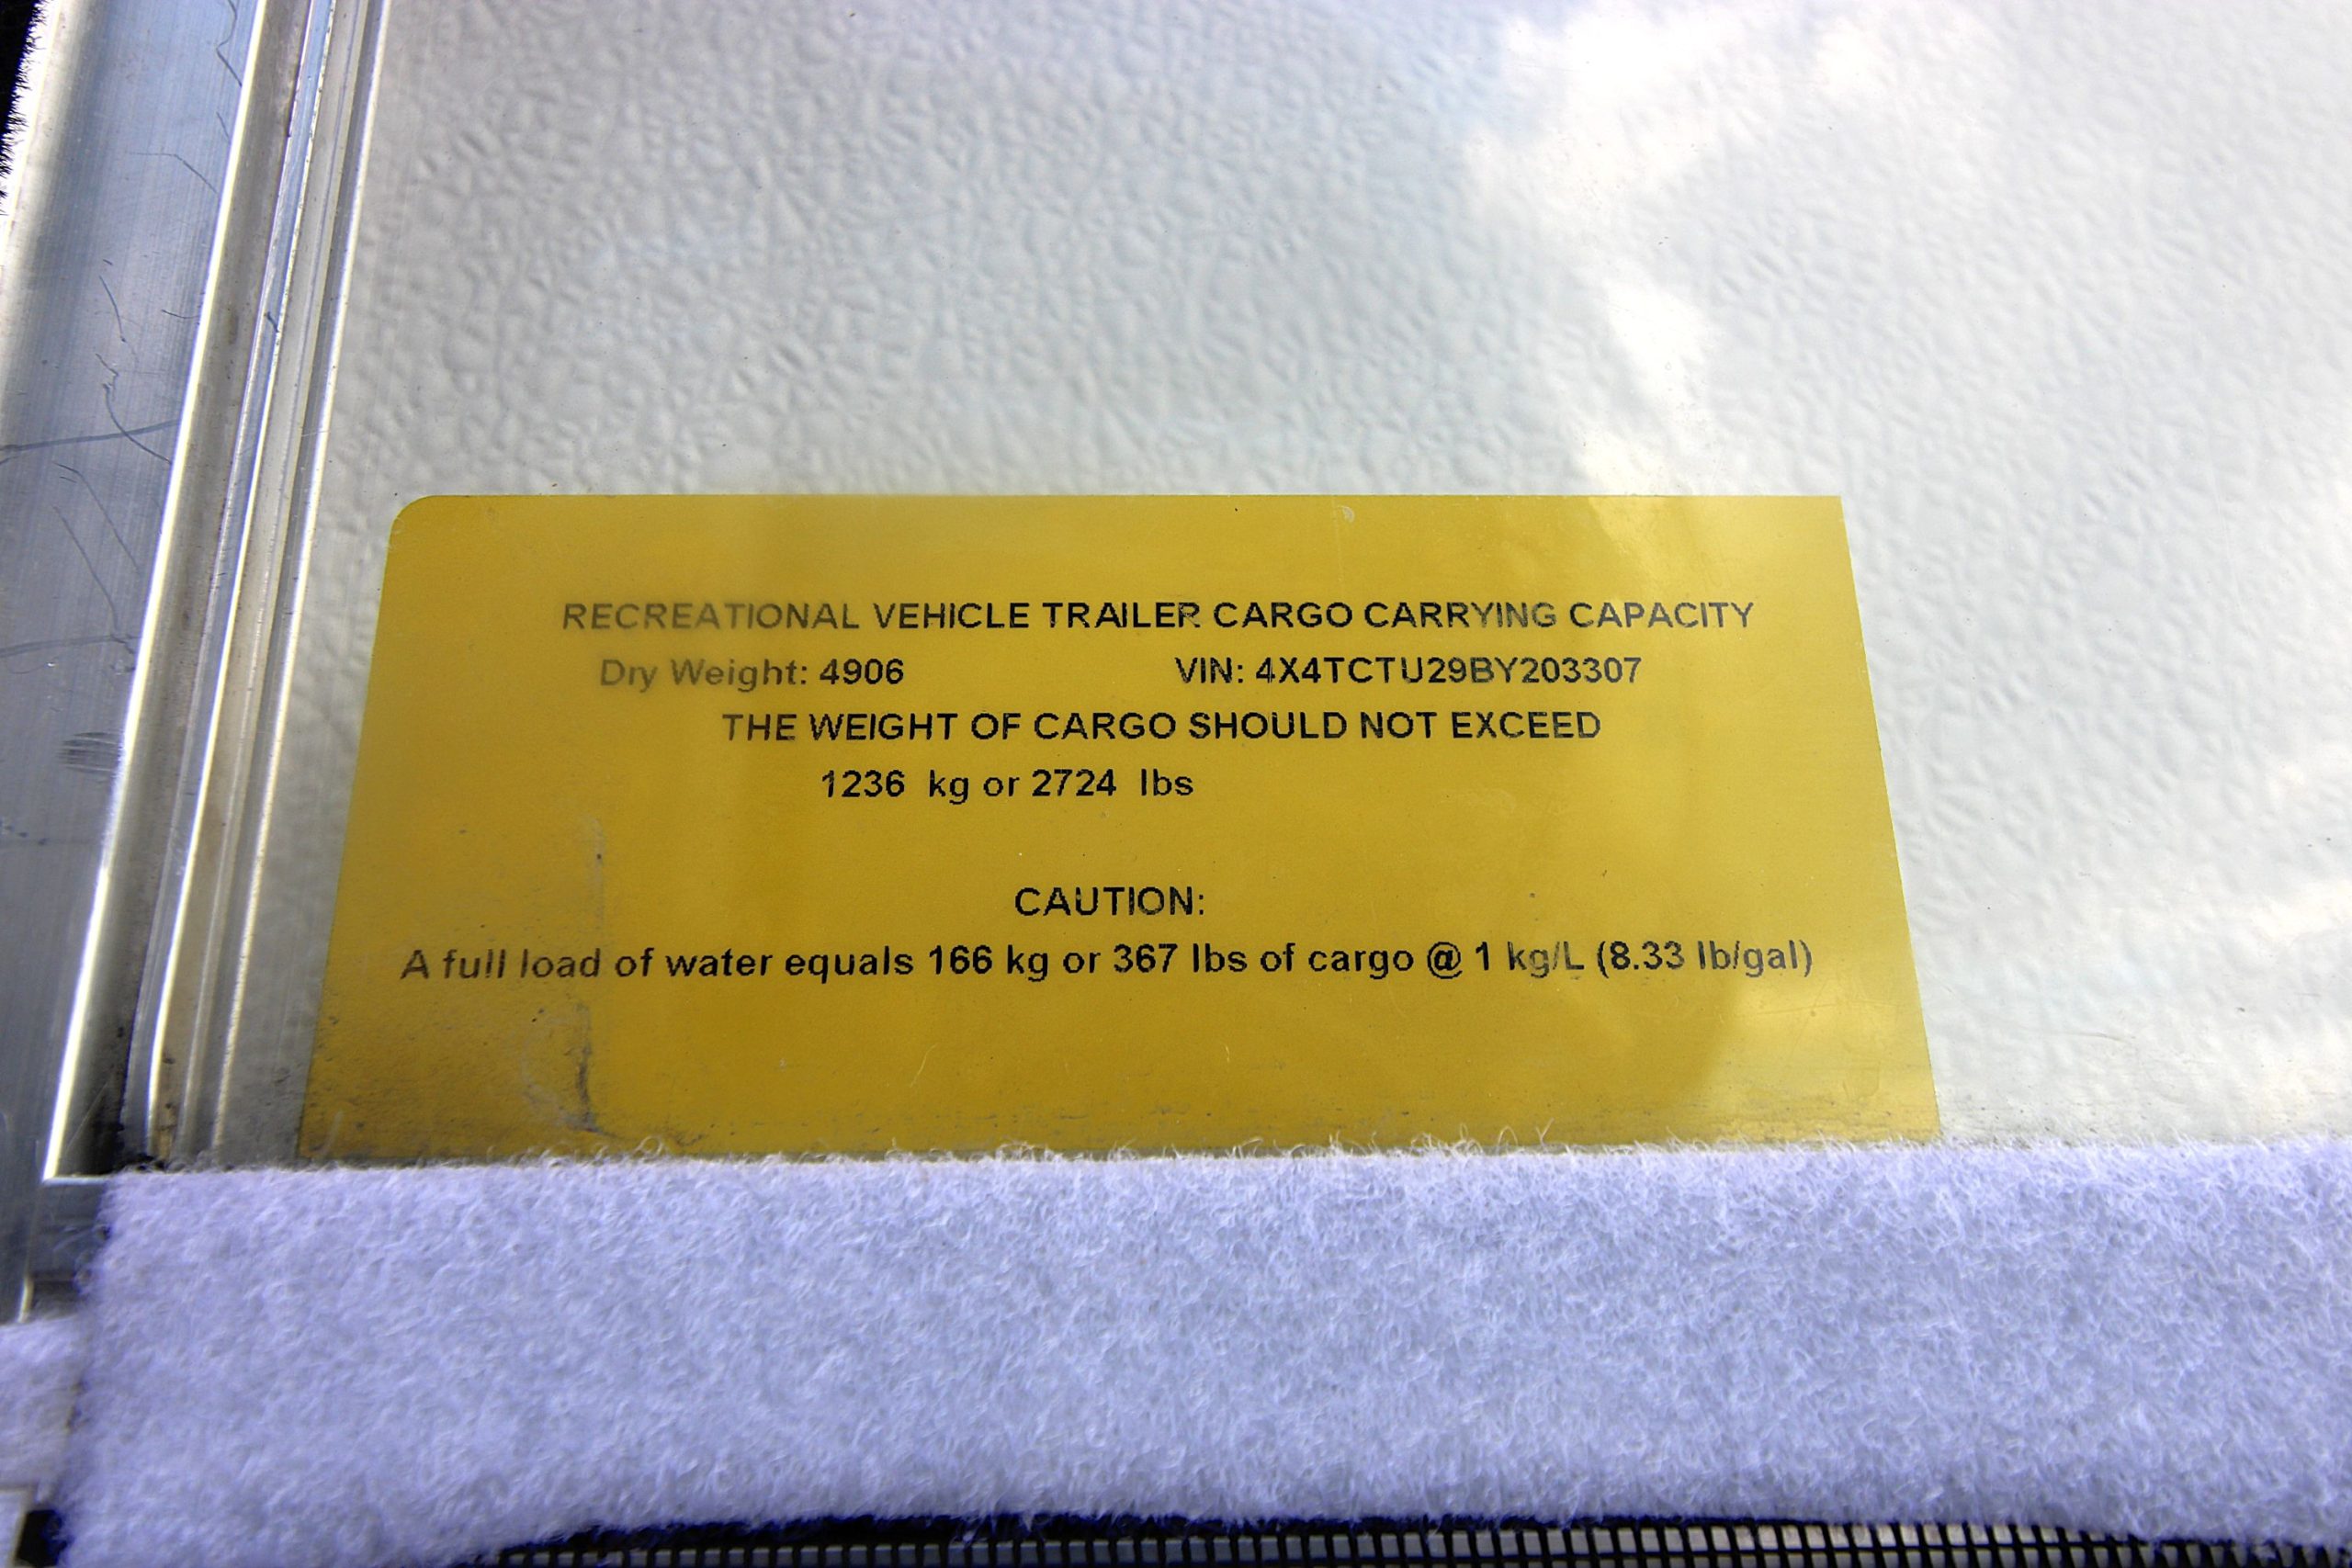 RECREATIONAL VEHICLE TRAILER CARGO CARRYING CAPACITY
Dry Weight: 4906 VIN: 4X4TCTU29BY203307
THE WEIGHT OF CARGO SHOULD NOT EXCEED
1236 kg or 2724 lbs
CAUTION:
A full load of water equals 166 kg or 367 lbs of cargo @ 1 kg/L (8.33 lb/gal)